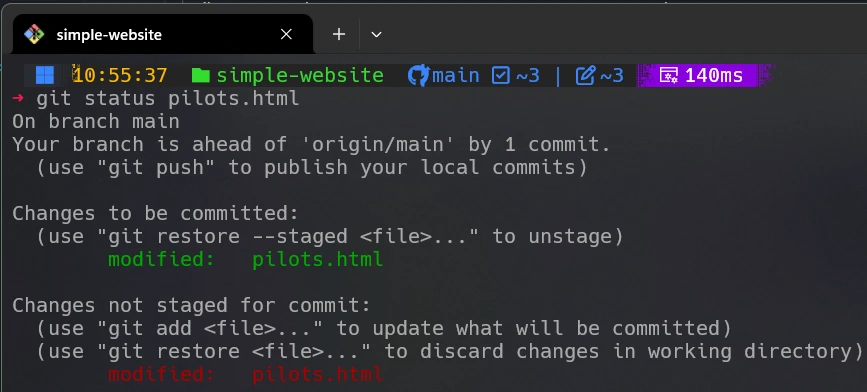 simple-website
10:55:37 simple-website main ~3 | ~3 140ms
➜ git status pilots.html
On branch main
Your branch is ahead of 'origin/main' by 1 commit.
(use "git push" to publish your local commits)
Changes to be committed:
(use "git restore --staged <file>..." to unstage)
modified: pilots.html
Changes not staged for commit:
(use "git add <file>..." to update what will be committed)
(use "git restore <file>..." to discard changes in working directory)
modified: pilots.html